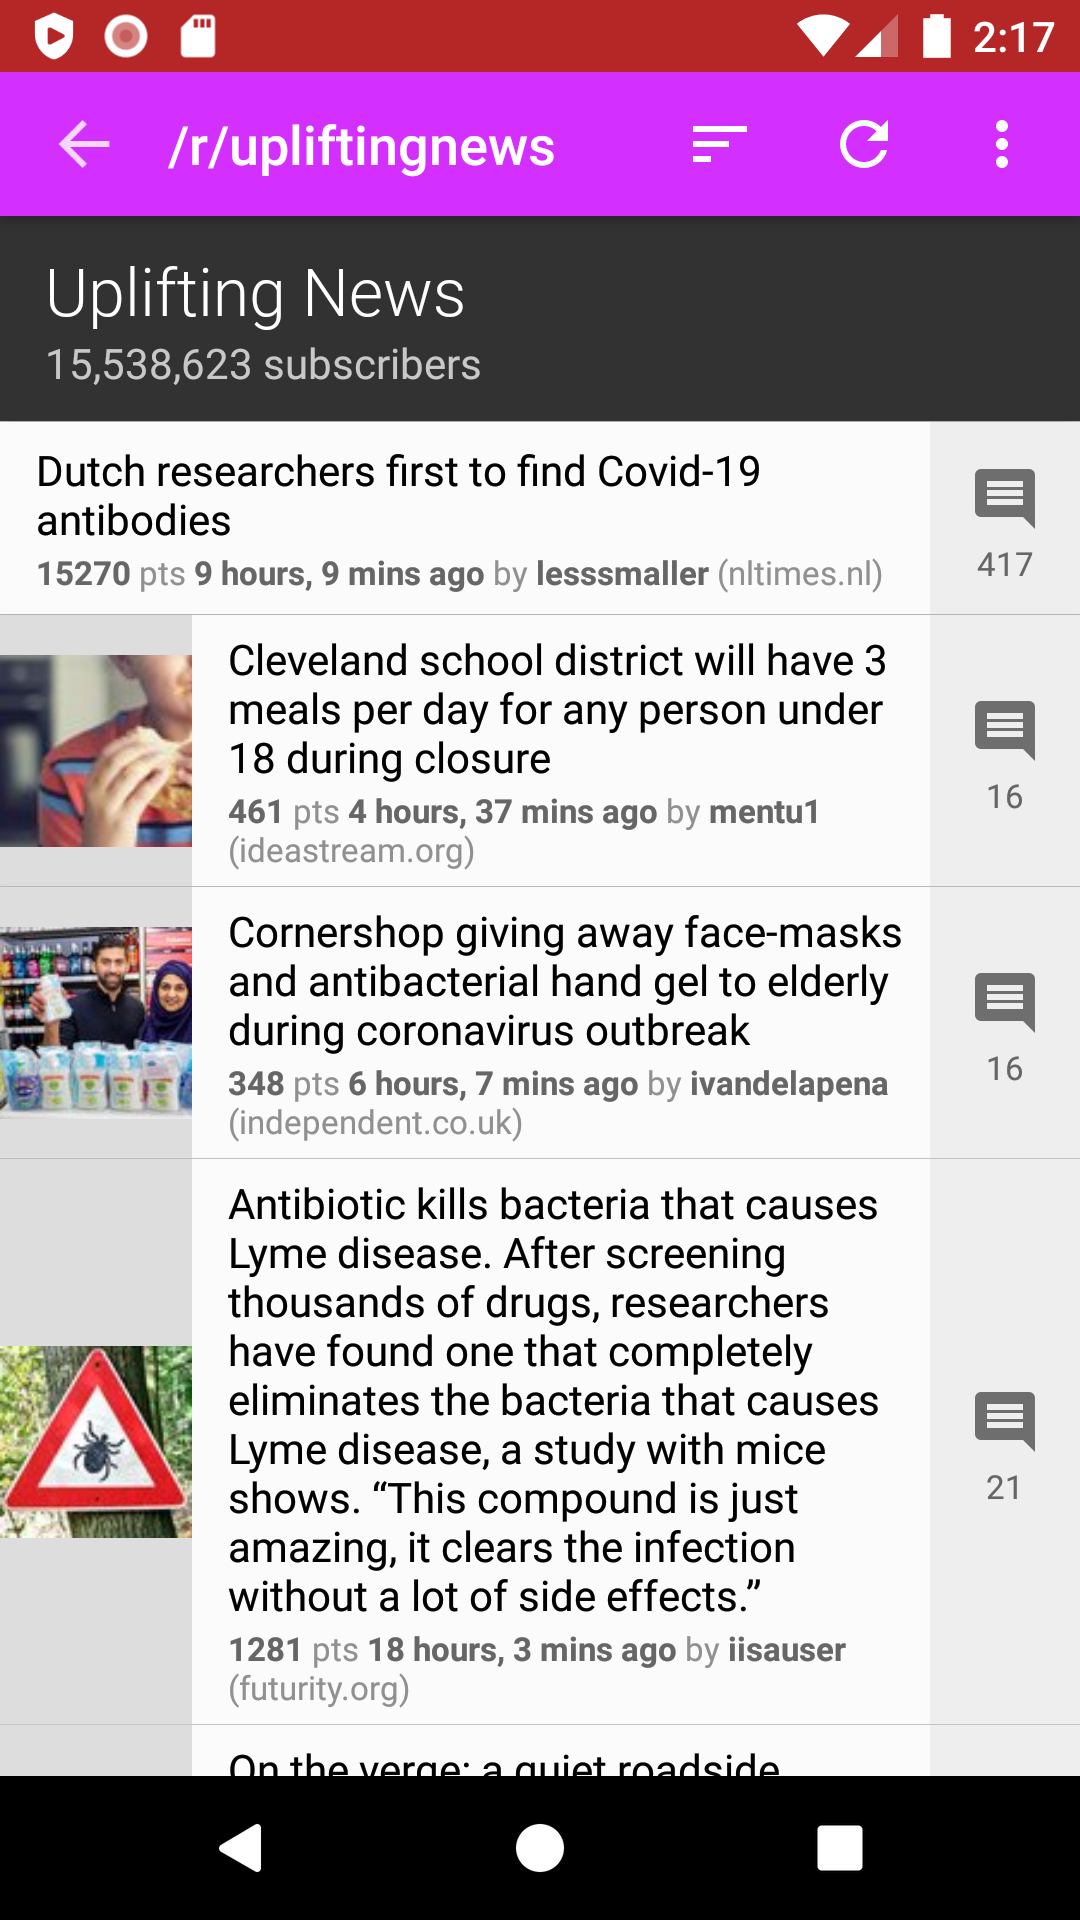 2:17
/r/upliftingnews
Uplifting News
15,538,623 subscribers
Dutch researchers first to find Covid-19
antibodies
15270 pts 9 hours, 9 mins ago by lesssmaller (nltimes.nl)
417
Cleveland school district will have 3
meals per day for any person under
18 during closure
461 pts 4 hours, 37 mins ago by mentu1
(ideastream.org)
16
Cornershop giving away face-masks
and antibacterial hand gel to elderly
during coronavirus outbreak
348 pts 6 hours, 7 mins ago by ivandelapena
(independent.co.uk)
16
Antibiotic kills bacteria that causes
Lyme disease. After screening
thousands of drugs, researchers
have found one that completely
eliminates the bacteria that causes
Lyme disease, a study with mice
shows. “This compound is just
amazing, it clears the infection
without a lot of side effects.”
1281 pts 18 hours, 3 mins ago by iisauser
(futurity.org)
21
On the verge: a quiet roadside